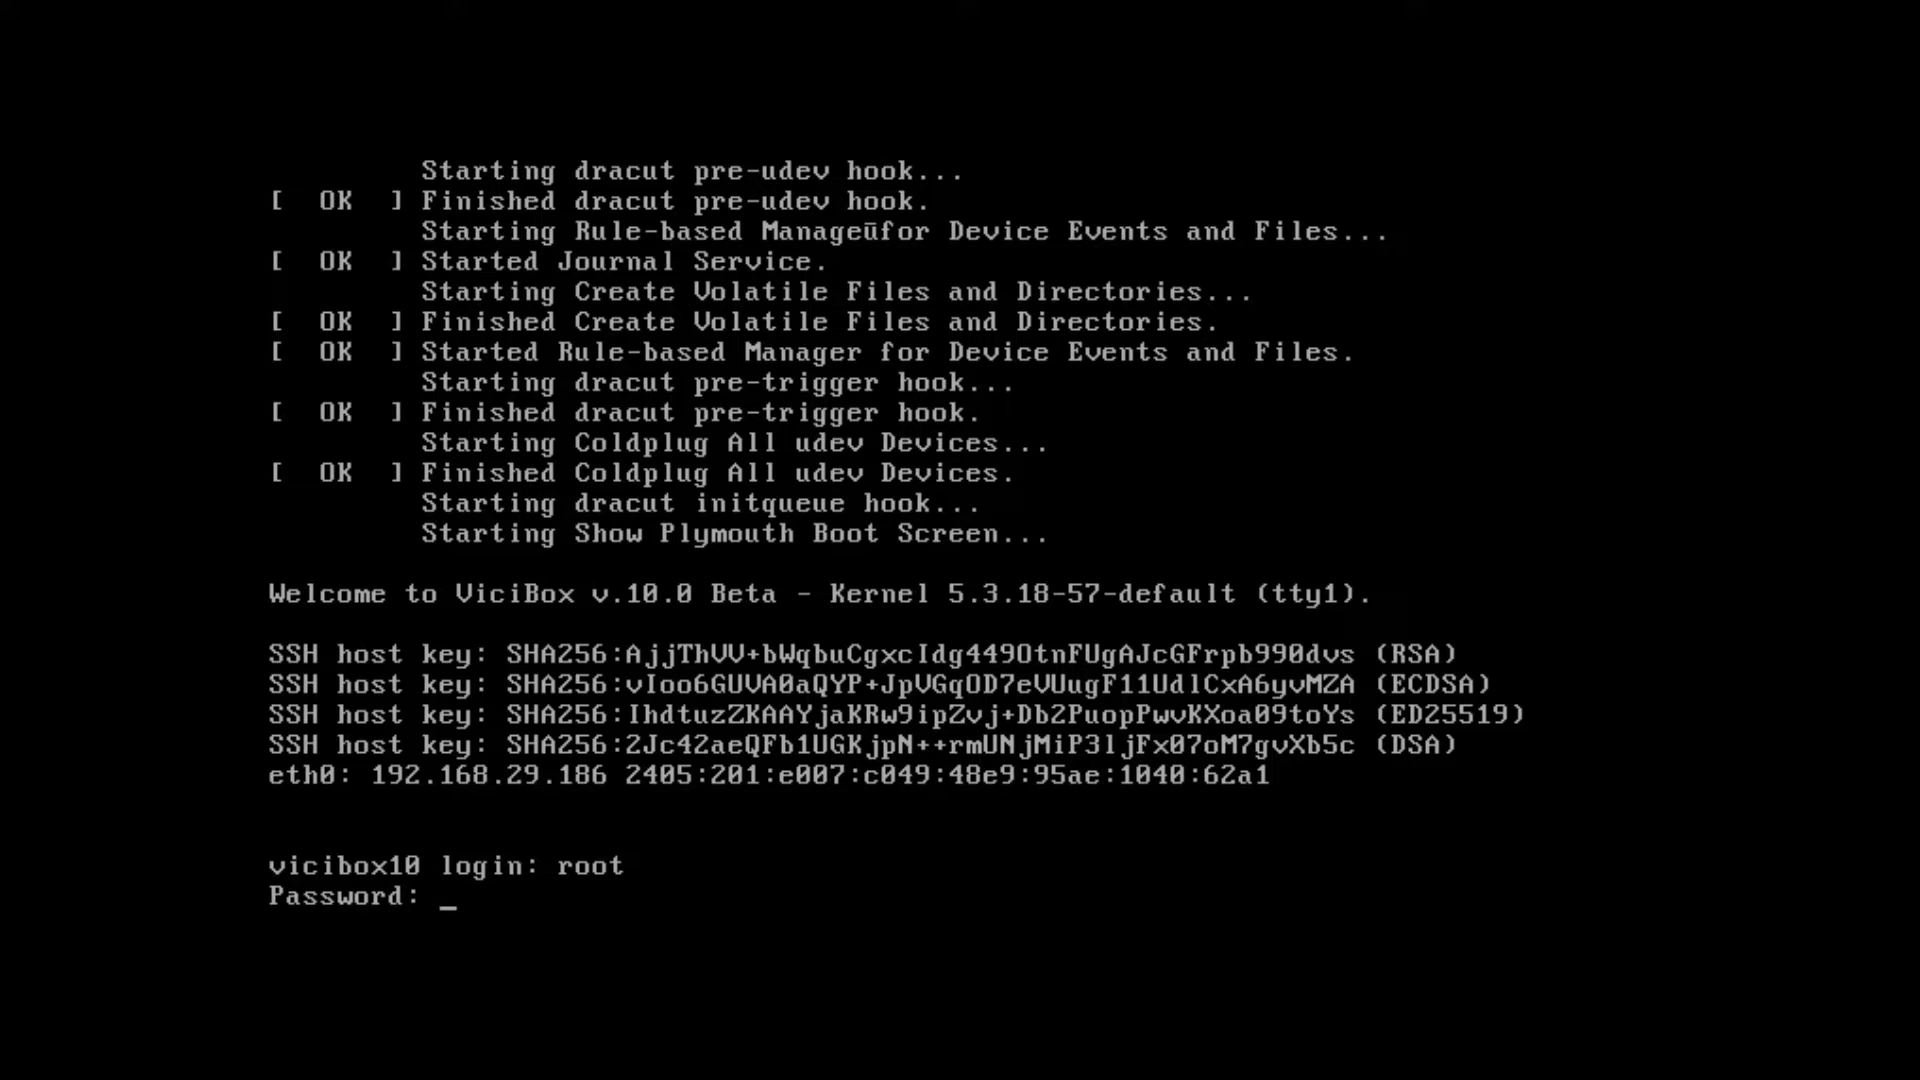 Starting dracut pre-udev hook...
[  OK  ] Finished dracut pre-udev hook.
Starting Rule-based Manageūfor Device Events and Files...
[  OK  ] Started Journal Service.
Starting Create Volatile Files and Directories...
[  OK  ] Finished Create Volatile Files and Directories.
[  OK  ] Started Rule-based Manager for Device Events and Files.
Starting dracut pre-trigger hook...
[  OK  ] Finished dracut pre-trigger hook.
Starting Coldplug All udev Devices...
[  OK  ] Finished Coldplug All udev Devices.
Starting dracut initqueue hook...
Starting Show Plymouth Boot Screen...
Welcome to ViciBox v.10.0 Beta - Kernel 5.3.18-57-default (tty1).
SSH host key: SHA256:AjjThVV+bWqbuCgxcIdg449OtnFUgAJcGFrpb990dvs (RSA)
SSH host key: SHA256:vIoo6GUVA0aQYP+JpVGqOD7eVUugF11UdlCxA6yvMZA (ECDSA)
SSH host key: SHA256:IhdtuzZKAAYjaKRw9ipZvj+Db2PuopPwvKXoa09toYs (ED25519)
SSH host key: SHA256:2Jc42aeQFb1UGKjpN++rmUNjMiP3ljFx07oM7gvXb5c (DSA)
eth0: 192.168.29.186 2405:201:e007:c049:48e9:95ae:1040:62a1
vicibox10 login: root
Password: _